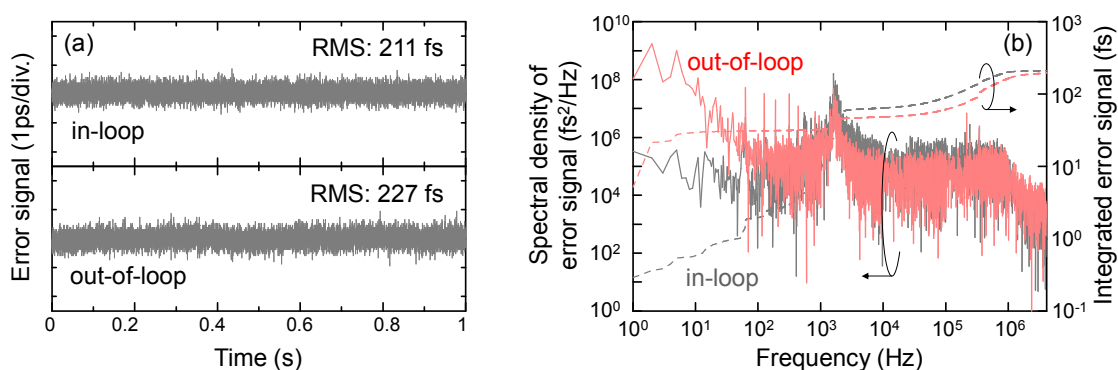 (a)
RMS: 211 fs
in-loop
RMS: 227 fs
out-of-loop
Error signal (1ps/div.)
0 0.2 0.4 0.6 0.8 1
Time (s)
(b)
out-of-loop
in-loop
Spectral density of
error signal (fs²/Hz)
10¹⁰
10⁸
10⁶
10⁴
10²
10⁰
10⁰ 10¹ 10² 10³ 10⁴ 10⁵ 10⁶
Frequency (Hz)
10³
10²
10¹
10⁰
10⁻¹
Integrated error signal (fs)